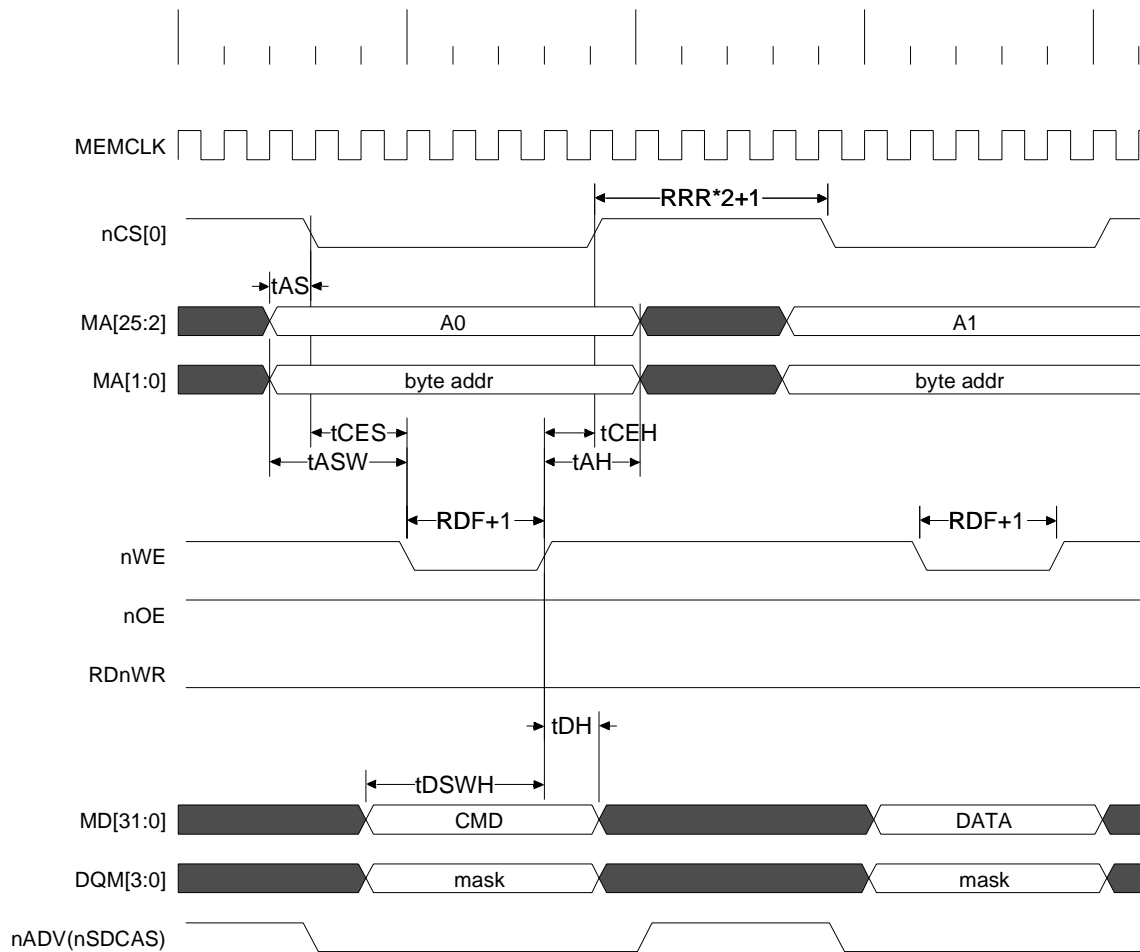 MEMCLK
RRR*2+1
nCS[0]
tAS
MA[25:2] A0 A1
MA[1:0] byte addr byte addr
tCES tCEH
tASW tAH
RDF+1 RDF+1
nWE
nOE
RDnWR
tDH
tDSWH
MD[31:0] CMD DATA
DQM[3:0] mask mask
nADV(nSDCAS)